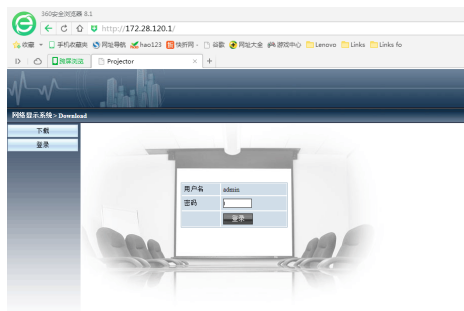 360安全浏览器 8.1
http://172.28.120.1/
收藏 手机收藏夹 网址导航 hao123 快折网 - 谷歌 网址大全 游戏中心 Lenovo Links Links fo
跨屏浏览 Projector × +
网络显示系统 > Download
下载
登录
用户名 admin
密码
登录